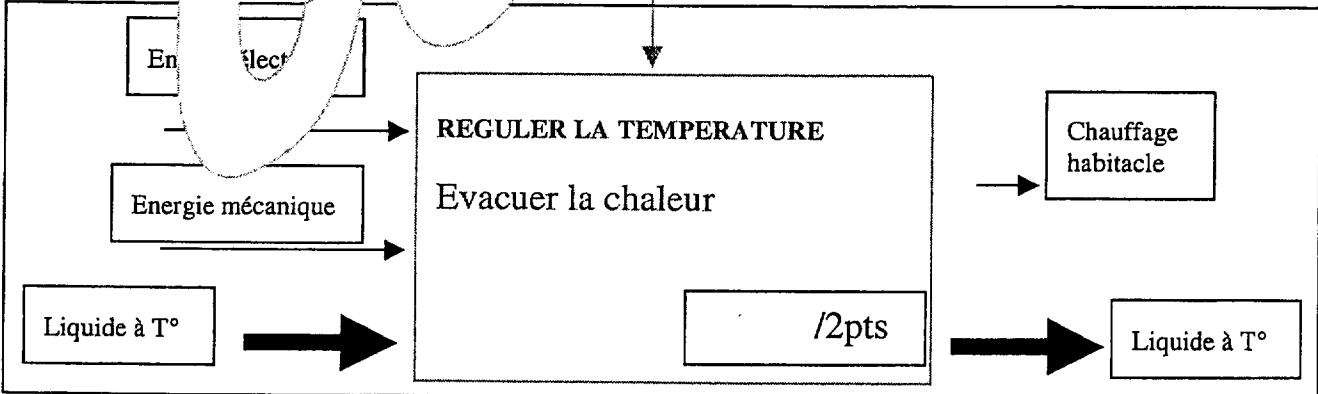 REGULER LA TEMPERATURE
Chauffage
habitacle
Energie mécanique
Evacuer la chaleur
Liquide à T°
/2pts
Liquide à T°